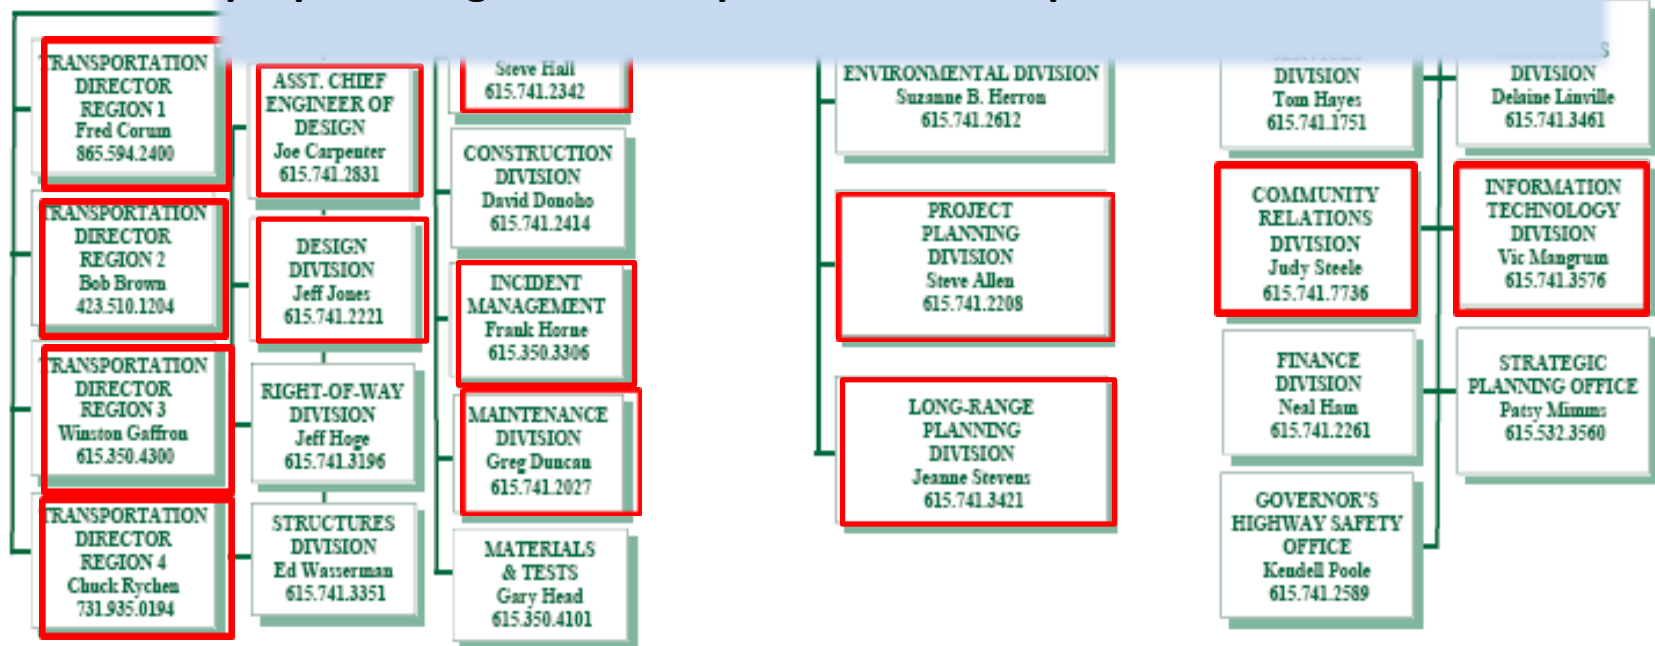 TRANSPORTATION
DIRECTOR
REGION 1
Fred Corum
865.594.2400
TRANSPORTATION
DIRECTOR
REGION 2
Bob Brown
423.510.1204
TRANSPORTATION
DIRECTOR
REGION 3
Winston Gaffron
615.350.4300
TRANSPORTATION
DIRECTOR
REGION 4
Chuck Rychen
731.935.0194
ASST. CHIEF
ENGINEER OF
DESIGN
Joe Carpenter
615.741.2831
DESIGN
DIVISION
Jeff Jones
615.741.2221
RIGHT-OF-WAY
DIVISION
Jeff Hoge
615.741.3196
STRUCTURES
DIVISION
Ed Wasserman
615.741.3351
Steve Hall
615.741.2342
CONSTRUCTION
DIVISION
David Donoho
615.741.2414
INCIDENT
MANAGEMENT
Frank Horne
615.350.3306
MAINTENANCE
DIVISION
Greg Duncan
615.741.2027
MATERIALS
& TESTS
Gary Head
615.350.4101
ENVIRONMENTAL DIVISION
Suzanne B. Herron
615.741.2612
PROJECT
PLANNING
DIVISION
Steve Allen
615.741.2208
LONG-RANGE
PLANNING
DIVISION
Jeanne Stevens
615.741.3421
DIVISION
Tom Hayes
615.741.1751
COMMUNITY
RELATIONS
DIVISION
Judy Steele
615.741.7736
FINANCE
DIVISION
Neal Ham
615.741.2261
GOVERNOR'S
HIGHWAY SAFETY
OFFICE
Kendell Poole
615.741.2589
DIVISION
Delaine Linville
615.741.3461
INFORMATION
TECHNOLOGY
DIVISION
Vic Mangrum
615.741.3576
STRATEGIC
PLANNING OFFICE
Patsy Mimms
615.532.3560